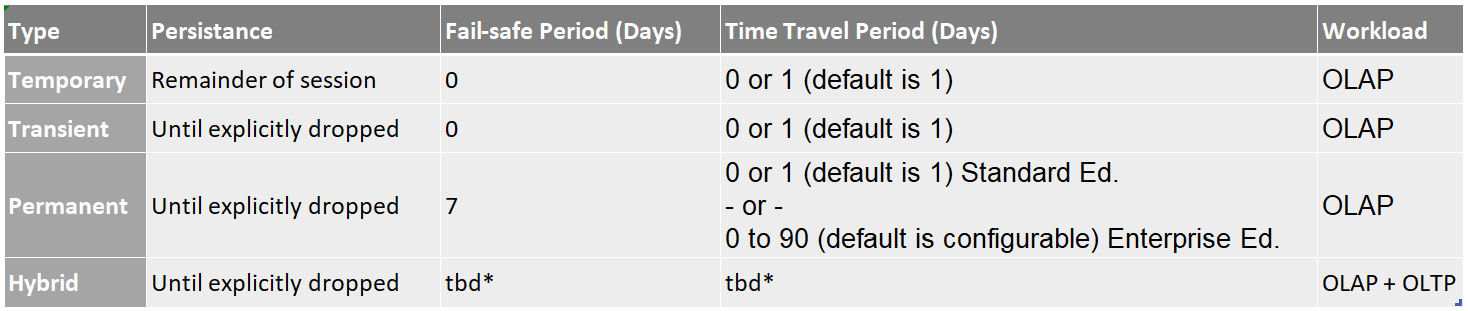 Type Persistance Fail-safe Period (Days) Time Travel Period (Days) Workload
Temporary Remainder of session 0 0 or 1 (default is 1) OLAP
Transient Until explicitly dropped 0 0 or 1 (default is 1) OLAP
Permanent Until explicitly dropped 7 0 or 1 (default is 1) Standard Ed.
- or -
0 to 90 (default is configurable) Enterprise Ed. OLAP
Hybrid Until explicitly dropped tbd* tbd* OLAP + OLTP